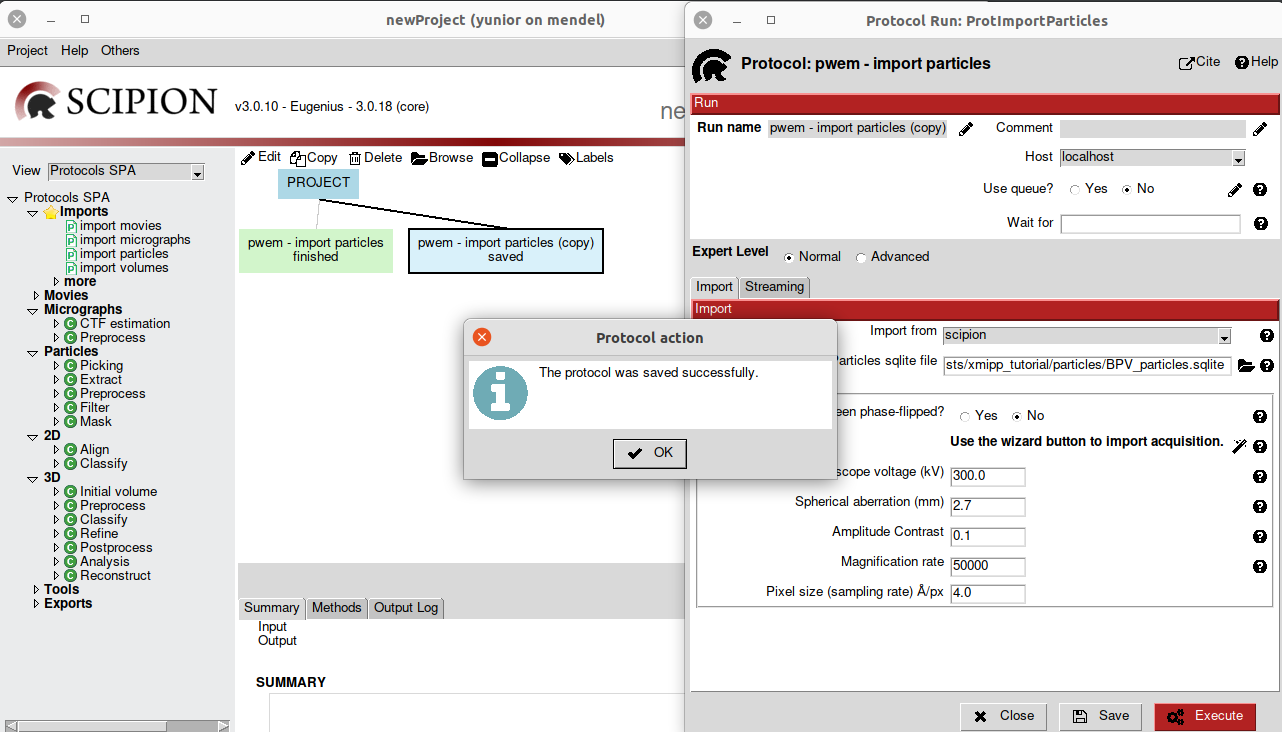 newProject (yunior on mendel)
Project Help Others
SCIPION v3.0.10 - Eugenius - 3.0.18 (core)
ne
View Protocols SPA
Protocols SPA
Imports
import movies
import micrographs
import particles
import volumes
more
Movies
Micrographs
CTF estimation
Preprocess
Particles
Picking
Extract
Preprocess
Filter
Mask
2D
Align
Classify
3D
Initial volume
Preprocess
Classify
Refine
Postprocess
Analysis
Reconstruct
Tools
Exports
Edit Copy Delete Browse Collapse Labels
PROJECT
pwem - import particles
finished
pwem - import particles (copy)
saved
Summary Methods Output Log
Input
Output
SUMMARY
Protocol Run: ProtImportParticles
Protocol: pwem - import particles
Cite Help
Run
Run name pwem - import particles (copy) Comment
Host localhost
Use queue? Yes No
Wait for
Expert Level Normal Advanced
Import Streaming
Import
Import from scipion
Particles sqlite file sts/xmipp_tutorial/particles/BPV_particles.sqlite
een phase-flipped? Yes No
Use the wizard button to import acquisition.
scope voltage (kV) 300.0
Spherical aberration (mm) 2.7
Amplitude Contrast 0.1
Magnification rate 50000
Pixel size (sampling rate) Å/px 4.0
Close Save Execute
Protocol action
The protocol was saved successfully.
OK